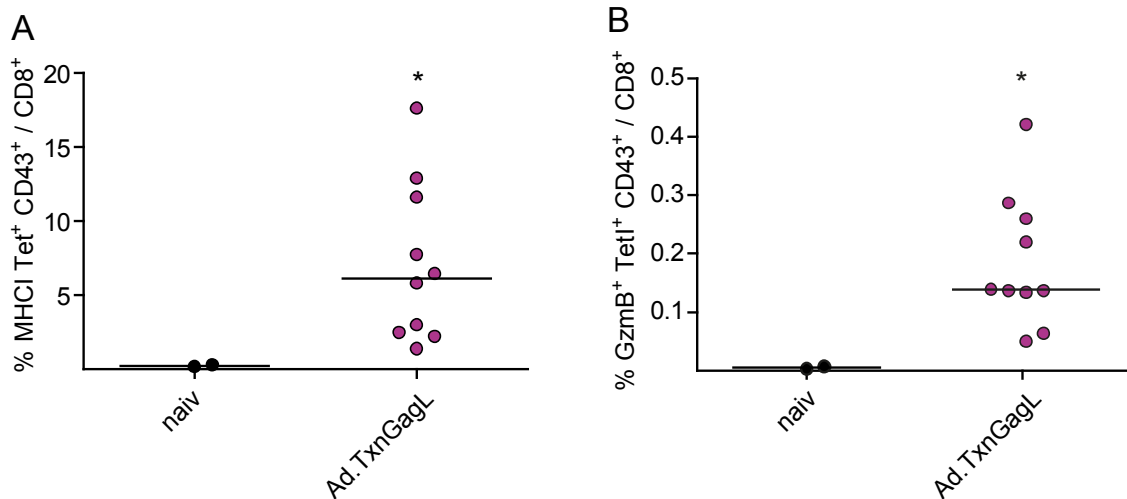 A
% MHCI Tet⁺ CD43⁺ / CD8⁺
20
15
10
5
*
naiv
Ad.TxnGagL
B
% GzmB⁺ TetI⁺ CD43⁺ / CD8⁺
0.5
0.4
0.3
0.2
0.1
*
naiv
Ad.TxnGagL